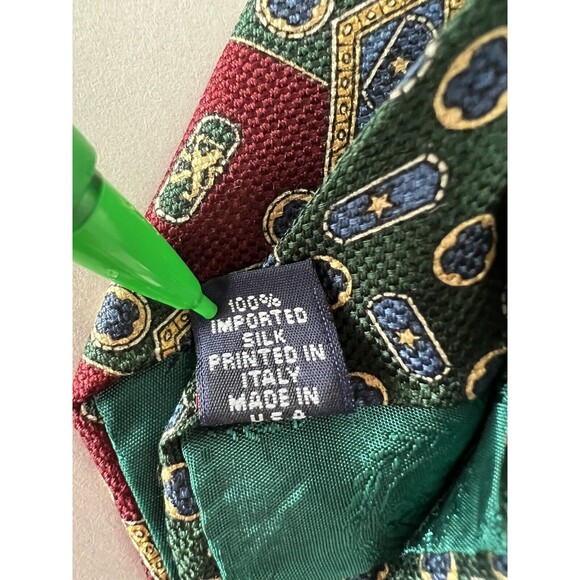 100%
IMPORTED
SILK
PRINTED IN
ITALY
MADE IN
U.S.A